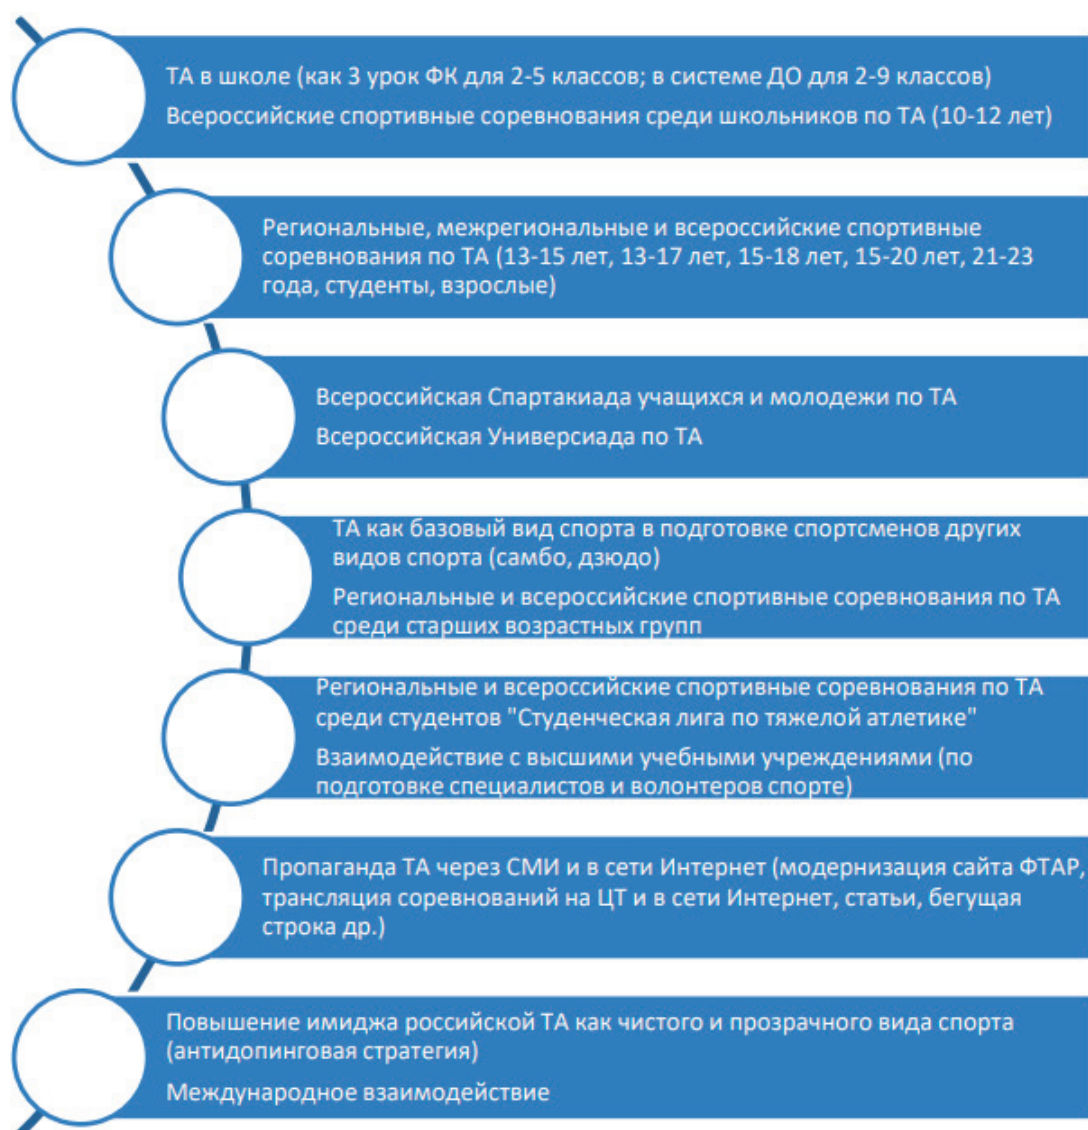 ТА в школе (как 3 урок ФК для 2-5 классов; в системе ДО для 2-9 классов)
Всероссийские спортивные соревнования среди школьников по ТА (10-12 лет)
Региональные, межрегиональные и всероссийские спортивные
соревнования по ТА (13-15 лет, 13-17 лет, 15-18 лет, 15-20 лет, 21-23
года, студенты, взрослые)
Всероссийская Спартакиада учащихся и молодежи по ТА
Всероссийская Универсиада по ТА
ТА как базовый вид спорта в подготовке спортсменов других
видов спорта (самбо, дзюдо)
Региональные и всероссийские спортивные соревнования по ТА
среди старших возрастных групп
Региональные и всероссийские спортивные соревнования по ТА
среди студентов "Студенческая лига по тяжелой атлетике"
Взаимодействие с высшими учебными учреждениями (по
подготовке специалистов и волонтеров спорте)
Пропаганда ТА через СМИ и в сети Интернет (модернизация сайта ФТАР,
трансляция соревнований на ЦТ и в сети Интернет, статьи, бегущая
строка др.)
Повышение имиджа российской ТА как чистого и прозрачного вида спорта
(антидопинговая стратегия)
Международное взаимодействие